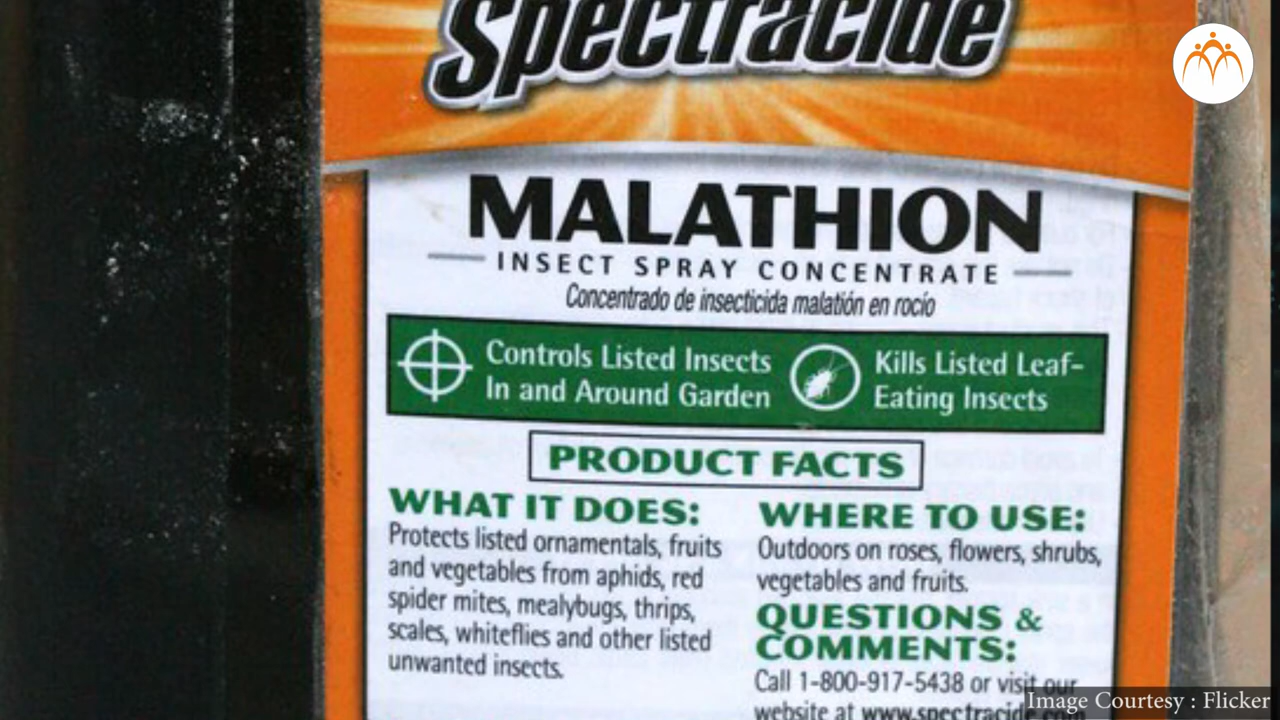 Spectracide
MALATHION
INSECT SPRAY CONCENTRATE
Concentrado de insecticida malatión en rocío
Controls Listed Insects
In and Around Garden
Kills Listed Leaf-
Eating Insects
PRODUCT FACTS
WHAT IT DOES:
Protects listed ornamentals, fruits
and vegetables from aphids, red
spider mites, mealybugs, thrips,
scales, whiteflies and other listed
unwanted insects.
WHERE TO USE:
Outdoors on roses, flowers, shrubs,
vegetables and fruits.
QUESTIONS &
COMMENTS:
Call 1-800-917-5438 or visit our
website at www.spectracide.com
Image Courtesy : Flicker